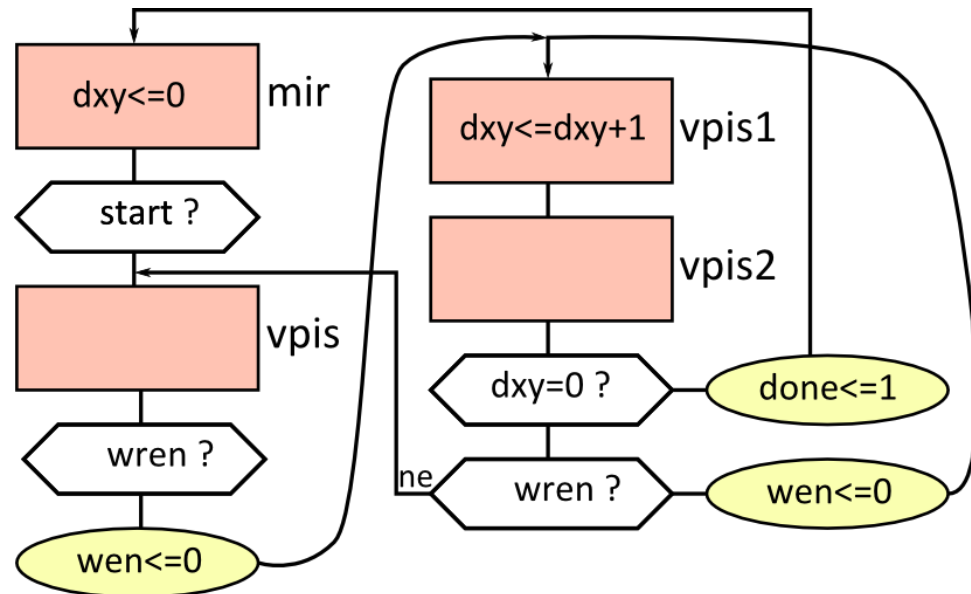 dxy<=0
mir
start ?
vpis
wren ?
wen<=0
dxy<=dxy+1
vpis1
vpis2
dxy=0 ?
done<=1
ne
wren ?
wen<=0